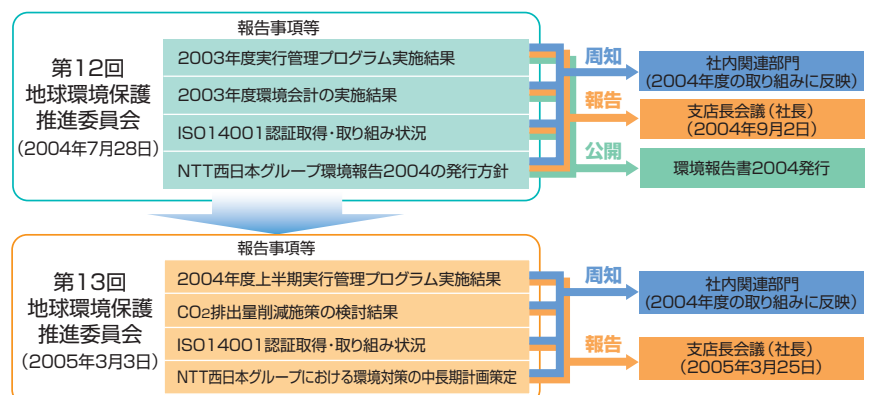 報告事項等
第12回
地球環境保護
推進委員会
(2004年7月28日)
2003年度実行管理プログラム実施結果
2003年度環境会計の実施結果
ISO14001認証取得・取り組み状況
NTT西日本グループ環境報告2004の発行方針
周知
社内関連部門
(2004年度の取り組みに反映)
報告
支店長会議(社長)
(2004年9月2日)
公開
環境報告書2004発行
報告事項等
第13回
地球環境保護
推進委員会
(2005年3月3日)
2004年度上半期実行管理プログラム実施結果
CO2排出量削減施策の検討結果
ISO14001認証取得・取り組み状況
NTT西日本グループにおける環境対策の中長期計画策定
周知
社内関連部門
(2004年度の取り組みに反映)
報告
支店長会議(社長)
(2005年3月25日)